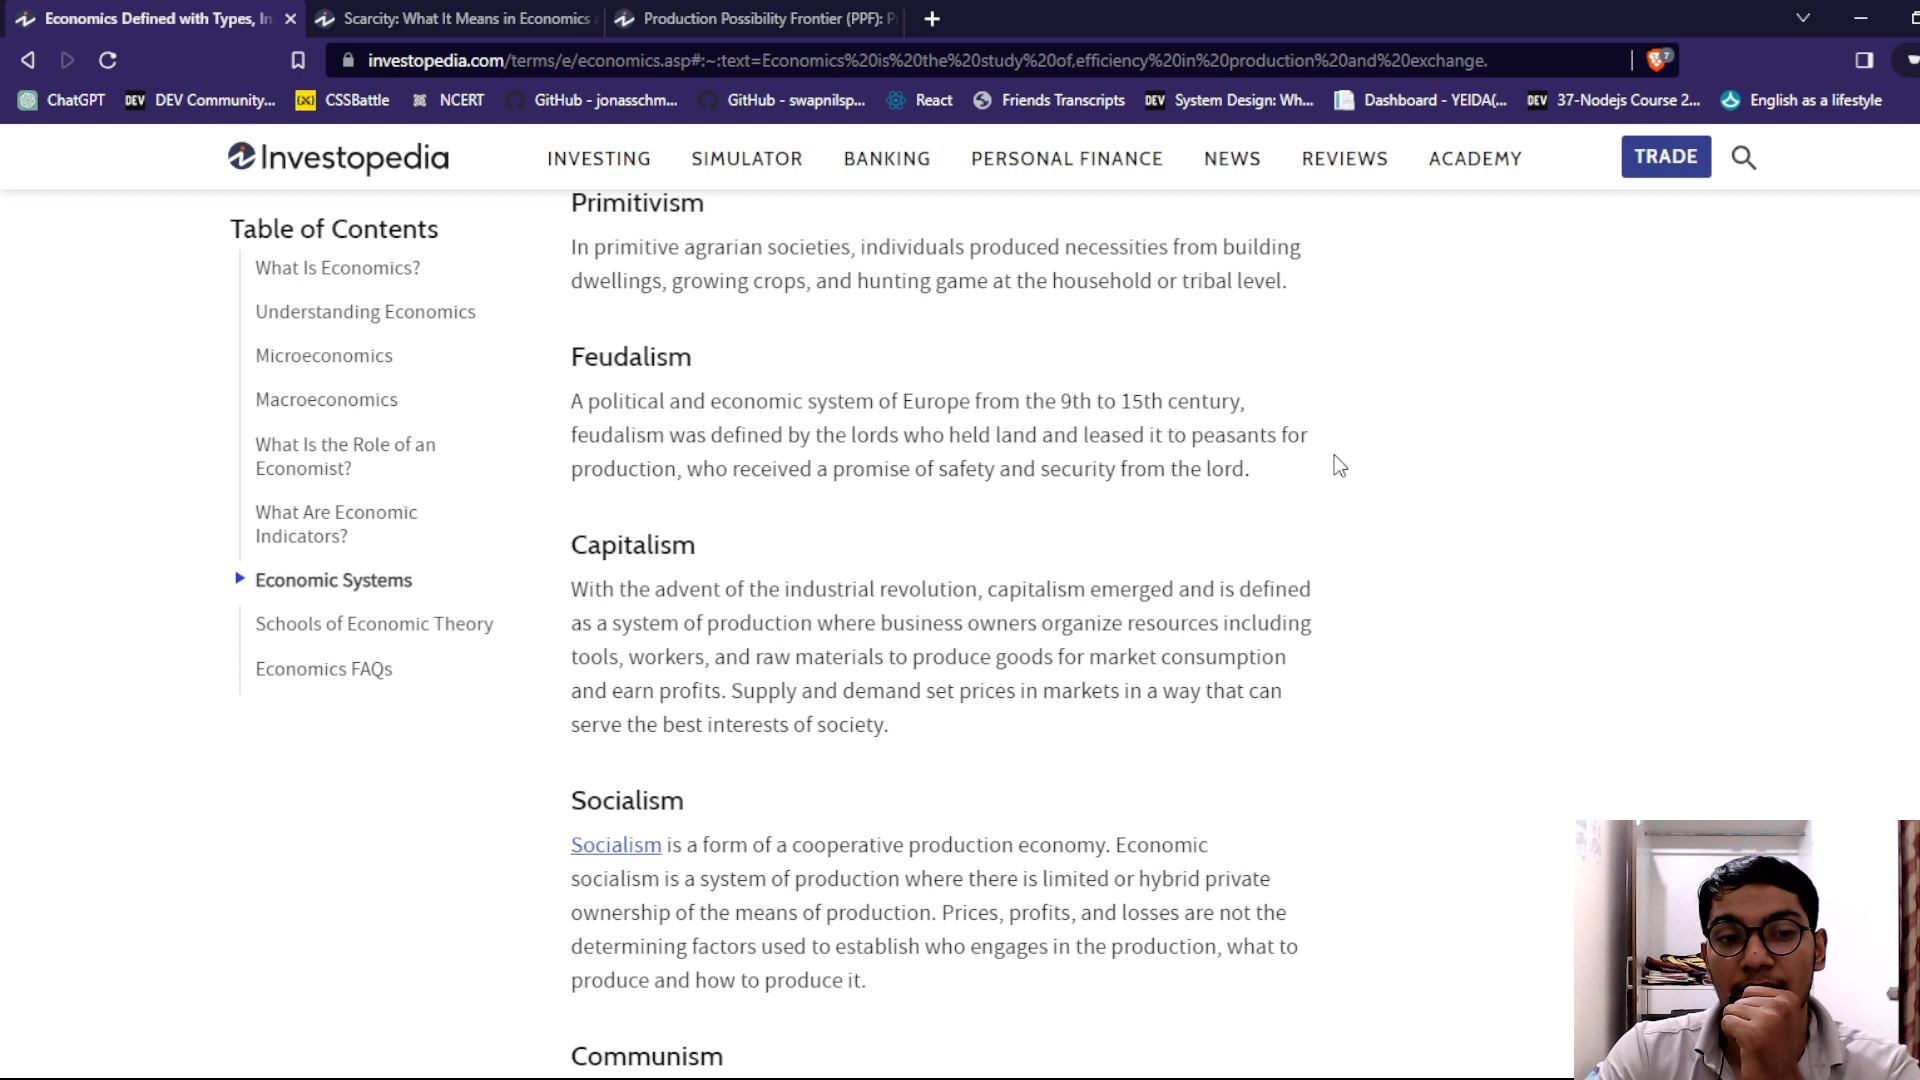 Economics Defined with Types, In
Scarcity: What It Means in Economics
Production Possibility Frontier (PPF): P
investopedia.com/terms/e/economics.asp#:~:text=Economics%20is%20the%20study%20of,efficiency%20in%20production%20and%20exchange.
7
ChatGPT
DEV DEV Community...
CSSBattle
NCERT
GitHub - jonasschm...
GitHub - swapnilsp...
React
Friends Transcripts
DEV System Design: Wh...
Dashboard - YEIDA(...
DEV 37-Nodejs Course 2...
English as a lifestyle
Investopedia
INVESTING
SIMULATOR
BANKING
PERSONAL FINANCE
NEWS
REVIEWS
ACADEMY
TRADE
Table of Contents
What Is Economics?
Understanding Economics
Microeconomics
Macroeconomics
What Is the Role of an
Economist?
What Are Economic
Indicators?
Economic Systems
Schools of Economic Theory
Economics FAQs
Primitivism
In primitive agrarian societies, individuals produced necessities from building
dwellings, growing crops, and hunting game at the household or tribal level.
Feudalism
A political and economic system of Europe from the 9th to 15th century,
feudalism was defined by the lords who held land and leased it to peasants for
production, who received a promise of safety and security from the lord.
Capitalism
With the advent of the industrial revolution, capitalism emerged and is defined
as a system of production where business owners organize resources including
tools, workers, and raw materials to produce goods for market consumption
and earn profits. Supply and demand set prices in markets in a way that can
serve the best interests of society.
Socialism
Socialism is a form of a cooperative production economy. Economic
socialism is a system of production where there is limited or hybrid private
ownership of the means of production. Prices, profits, and losses are not the
determining factors used to establish who engages in the production, what to
produce and how to produce it.
Communism